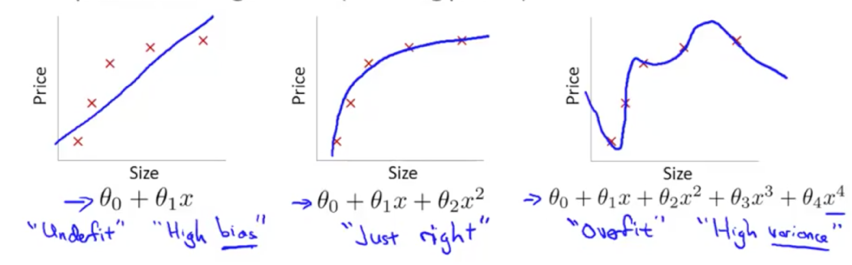 Price
Size
→ θ₀ + θ₁x
"Underfit" "High bias"
Price
Size
→ θ₀ + θ₁x + θ₂x²
"Just right"
Price
Size
→ θ₀ + θ₁x + θ₂x² + θ₃x³ + θ₄x⁴
"Overfit" "High variance"